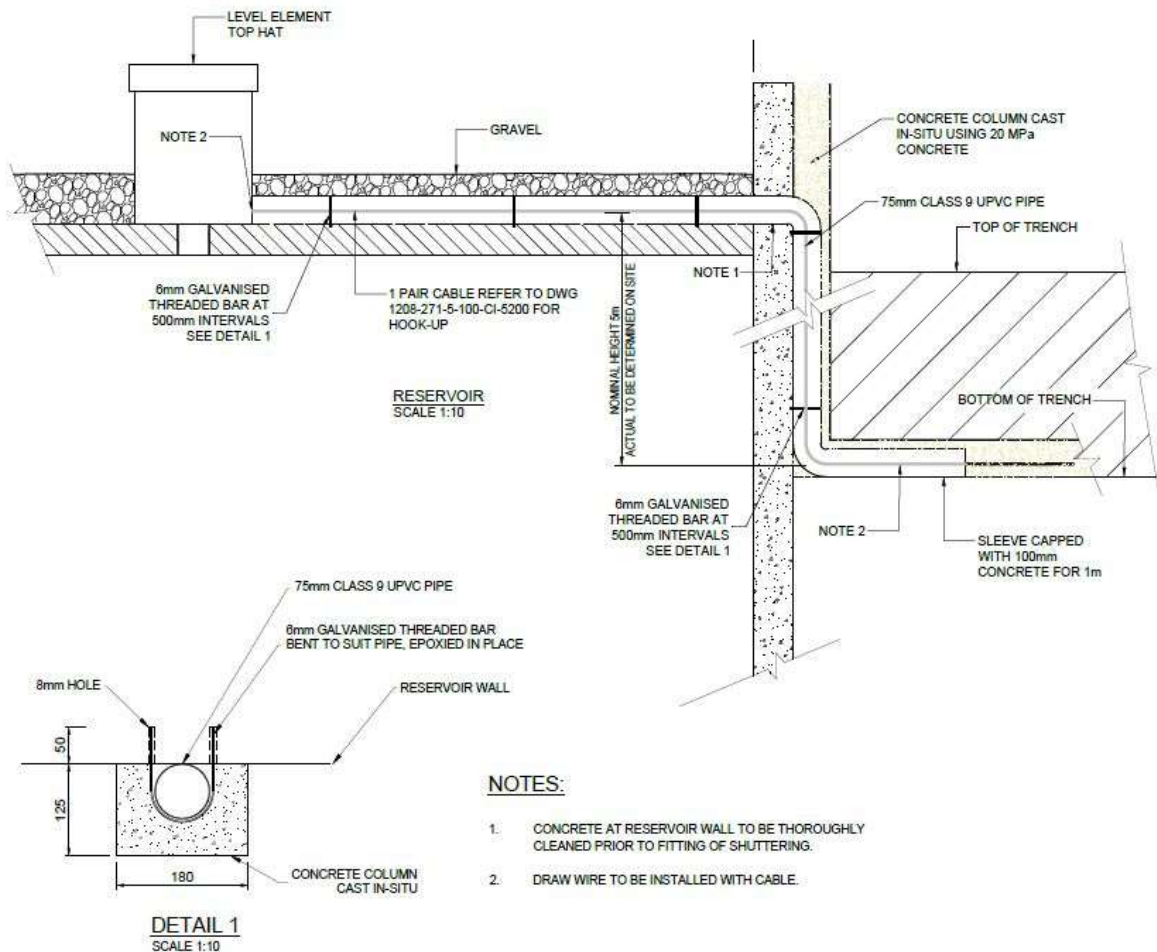 LEVEL ELEMENT
TOP HAT
NOTE 2
GRAVEL
CONCRETE COLUMN CAST
IN-SITU USING 20 MPa
CONCRETE
75mm CLASS 9 UPVC PIPE
TOP OF TRENCH
NOTE 1
6mm GALVANISED
THREADED BAR AT
500mm INTERVALS
SEE DETAIL 1
1 PAIR CABLE REFER TO DWG
1208-271-5-100-CI-5200 FOR
HOOK-UP
NOMINAL HEIGHT 5m
ACTUAL TO BE DETERMINED ON SITE
RESERVOIR
SCALE 1:10
BOTTOM OF TRENCH
6mm GALVANISED
THREADED BAR AT
500mm INTERVALS
SEE DETAIL 1
NOTE 2
SLEEVE CAPPED
WITH 100mm
CONCRETE FOR 1m
75mm CLASS 9 UPVC PIPE
6mm GALVANISED THREADED BAR
BENT TO SUIT PIPE, EPOXIED IN PLACE
8mm HOLE
RESERVOIR WALL
50
125
180
CONCRETE COLUMN
CAST IN-SITU
DETAIL 1
SCALE 1:10
NOTES:
1. CONCRETE AT RESERVOIR WALL TO BE THOROUGHLY
CLEANED PRIOR TO FITTING OF SHUTTERING.
2. DRAW WIRE TO BE INSTALLED WITH CABLE.